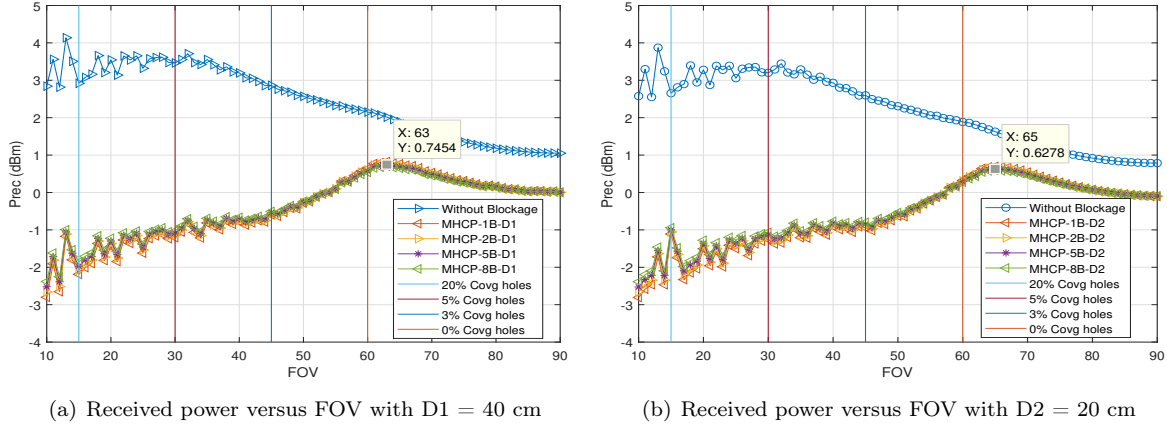 5
4
3
2
1
0
-1
-2
-3
-4
Prec (dBm)
10
20
30
40
50
60
70
80
90
FOV
X: 63
Y: 0.7454
Without Blockage
MHCP-1B-D1
MHCP-2B-D1
MHCP-5B-D1
MHCP-8B-D1
20% Covg holes
5% Covg holes
3% Covg holes
0% Covg holes
(a) Received power versus FOV with D1 = 40 cm
5
4
3
2
1
0
-1
-2
-3
-4
Prec (dBm)
10
20
30
40
50
60
70
80
90
FOV
X: 65
Y: 0.6278
Without Blockage
MHCP-1B-D2
MHCP-2B-D2
MHCP-5B-D2
MHCP-8B-D2
20% Covg holes
5% Covg holes
3% Covg holes
0% Covg holes
(b) Received power versus FOV with D2 = 20 cm